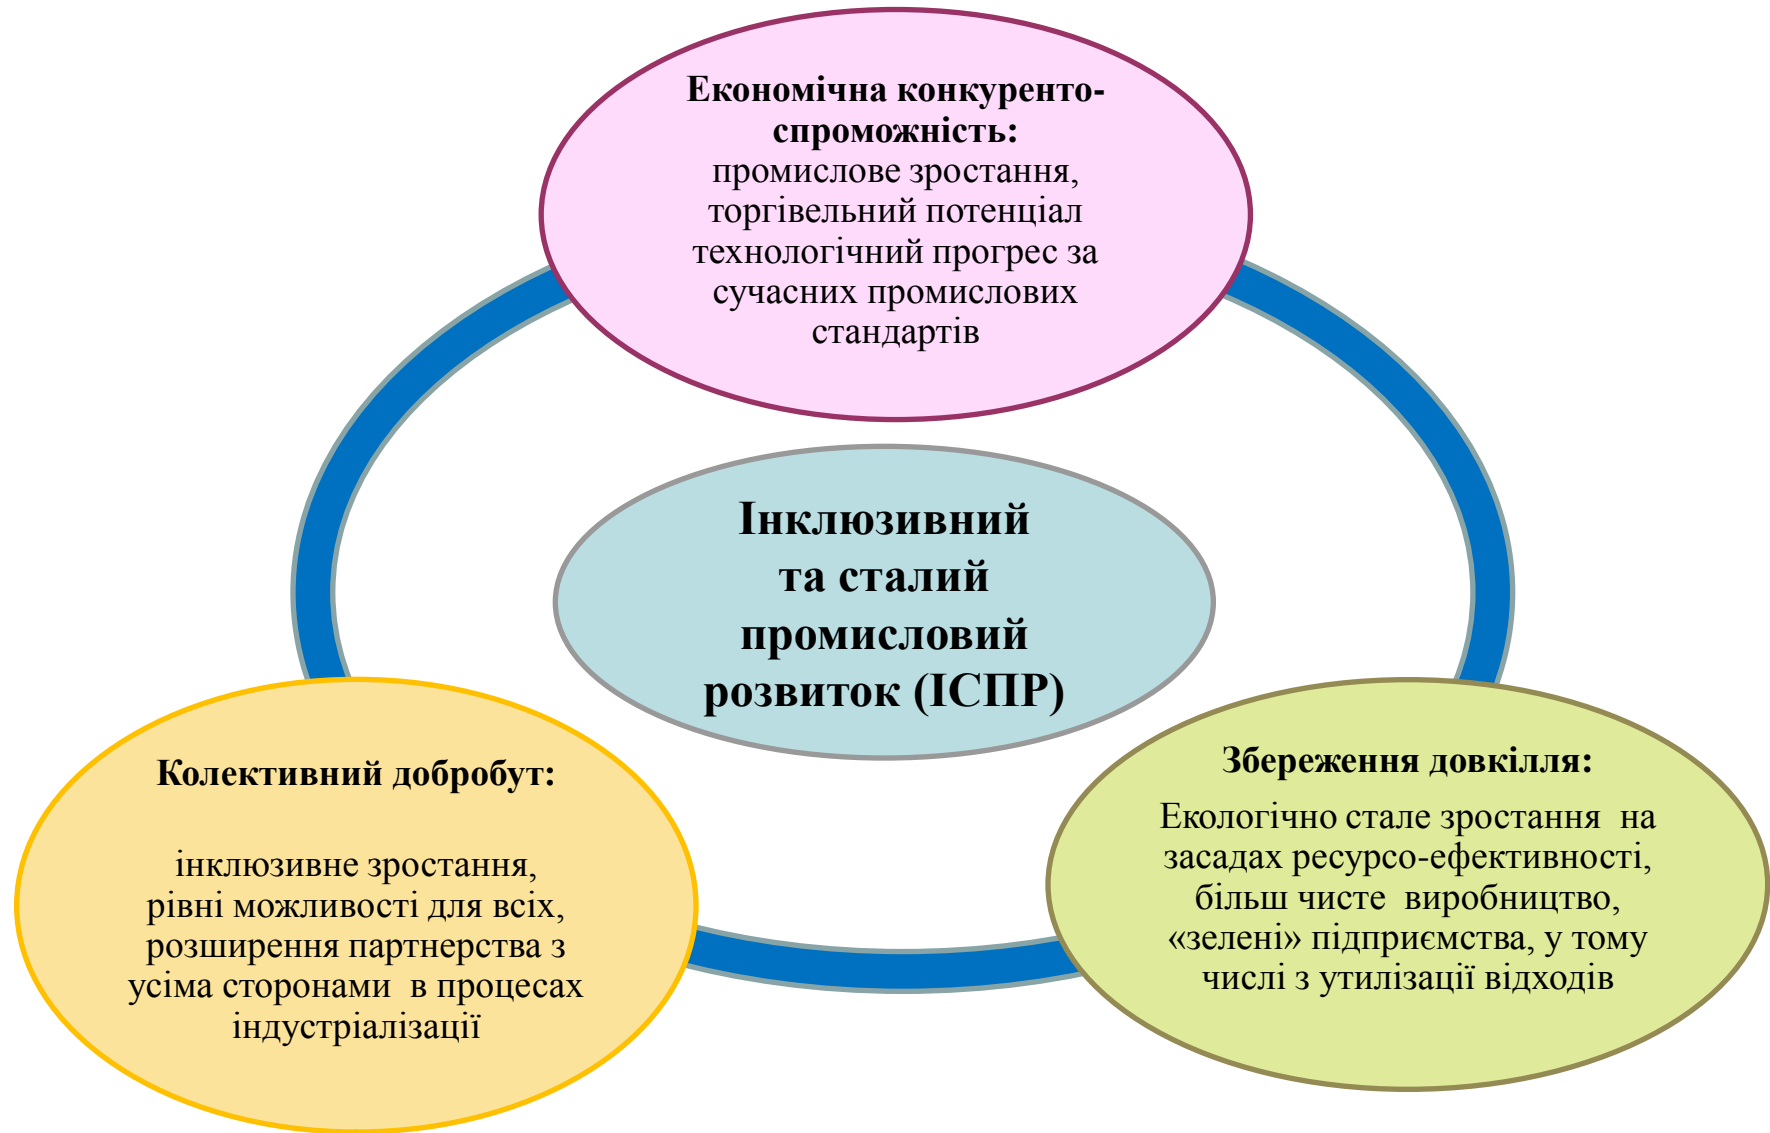 Економічна конкуренто-
спроможність:
промислове зростання,
торгівельний потенціал
технологічний прогрес за
сучасних промислових
стандартів
Інклюзивний
та сталий
промисловий
розвиток (ІСПР)
Колективний добробут:
інклюзивне зростання,
рівні можливості для всіх,
розширення партнерства з
усіма сторонами в процесах
індустріалізації
Збереження довкілля:
Екологічно стале зростання на
засадах ресурсо-ефективності,
більш чисте виробництво,
«зелені» підприємства, у тому
числі з утилізації відходів